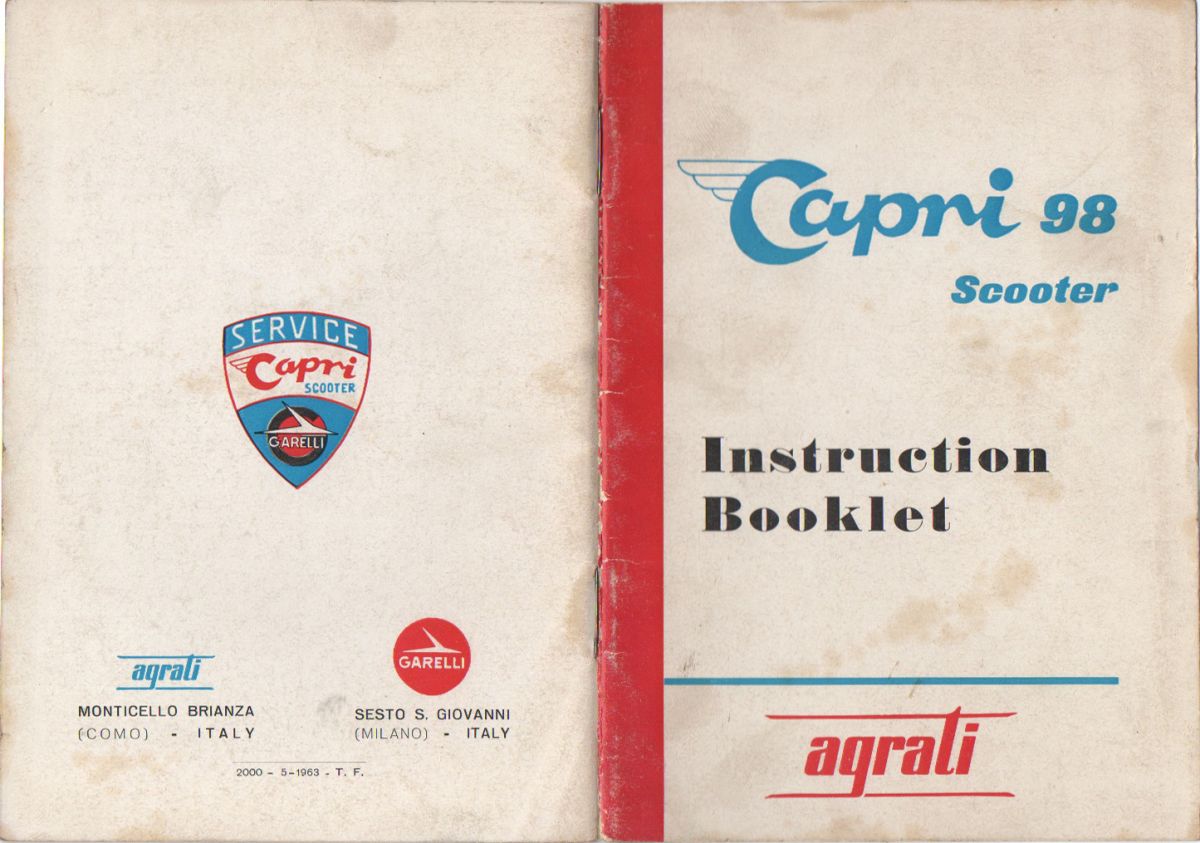 SERVICE
Capri
SCOOTER
GARELLI
agrati
MONTICELLO BRIANZA
(COMO) - ITALY
GARELLI
SESTO S. GIOVANNI
(MILANO) - ITALY
2000 - 5-1963 - T. F.
Capri 98
Scooter
Instruction
Booklet
agrati